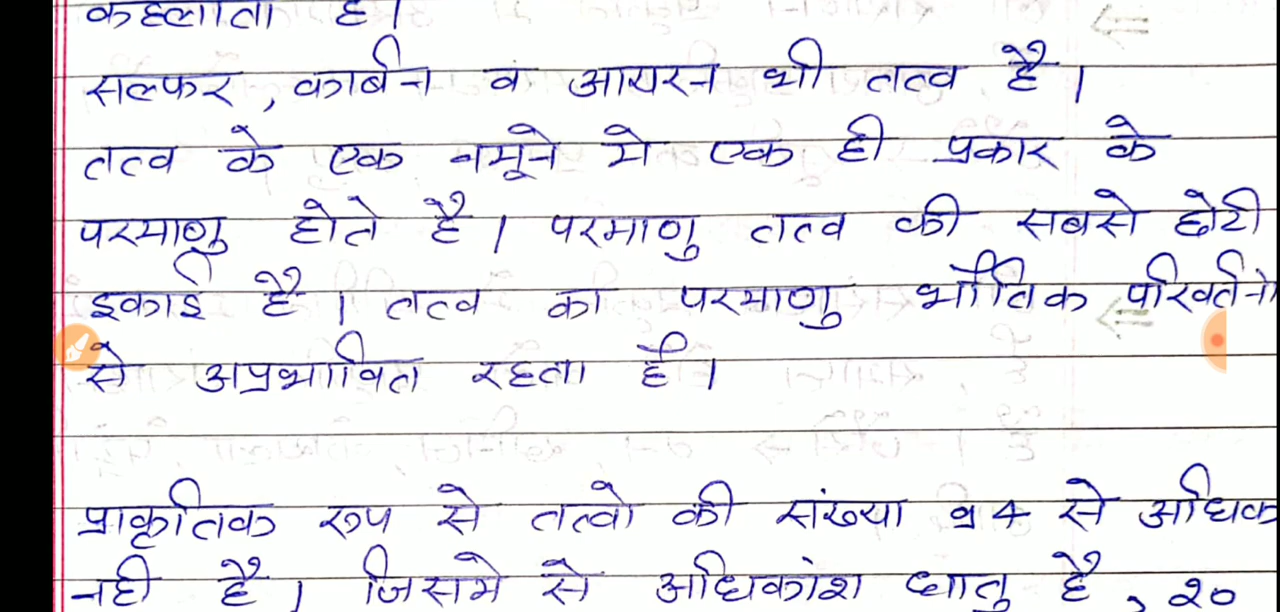 कहलाता है।
सल्फर, कार्बन व आयरन भी तत्व है।
तत्व के एक नमूने मे एक ही प्रकार के
परमाणु होते है। परमाणु तत्व की सबसे छोटी
इकाई है। तत्व का परमाणु भौतिक परिवर्तनो
से अप्रभावित रहता है।
प्राकृतिक रूप से तत्वो की संख्या 94 से अधिक
नही है। जिसमे से अधिकांश धातु है, २०